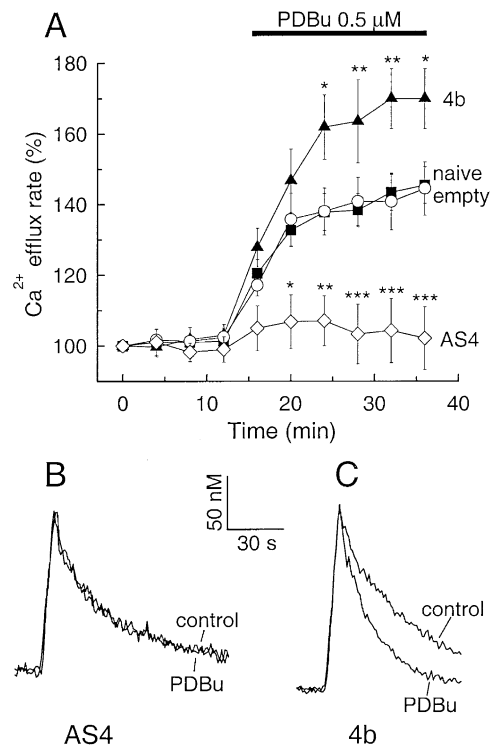 A
PDBu 0.5 µM
Ca2+ efflux rate (%)
180
160
140
120
100
* ** ** *
4b
naive
empty
* ** *** *** ***
AS4
0 10 20 30 40
Time (min)
B
C
50 nM
30 s
control
PDBu
control
PDBu
AS4
4b